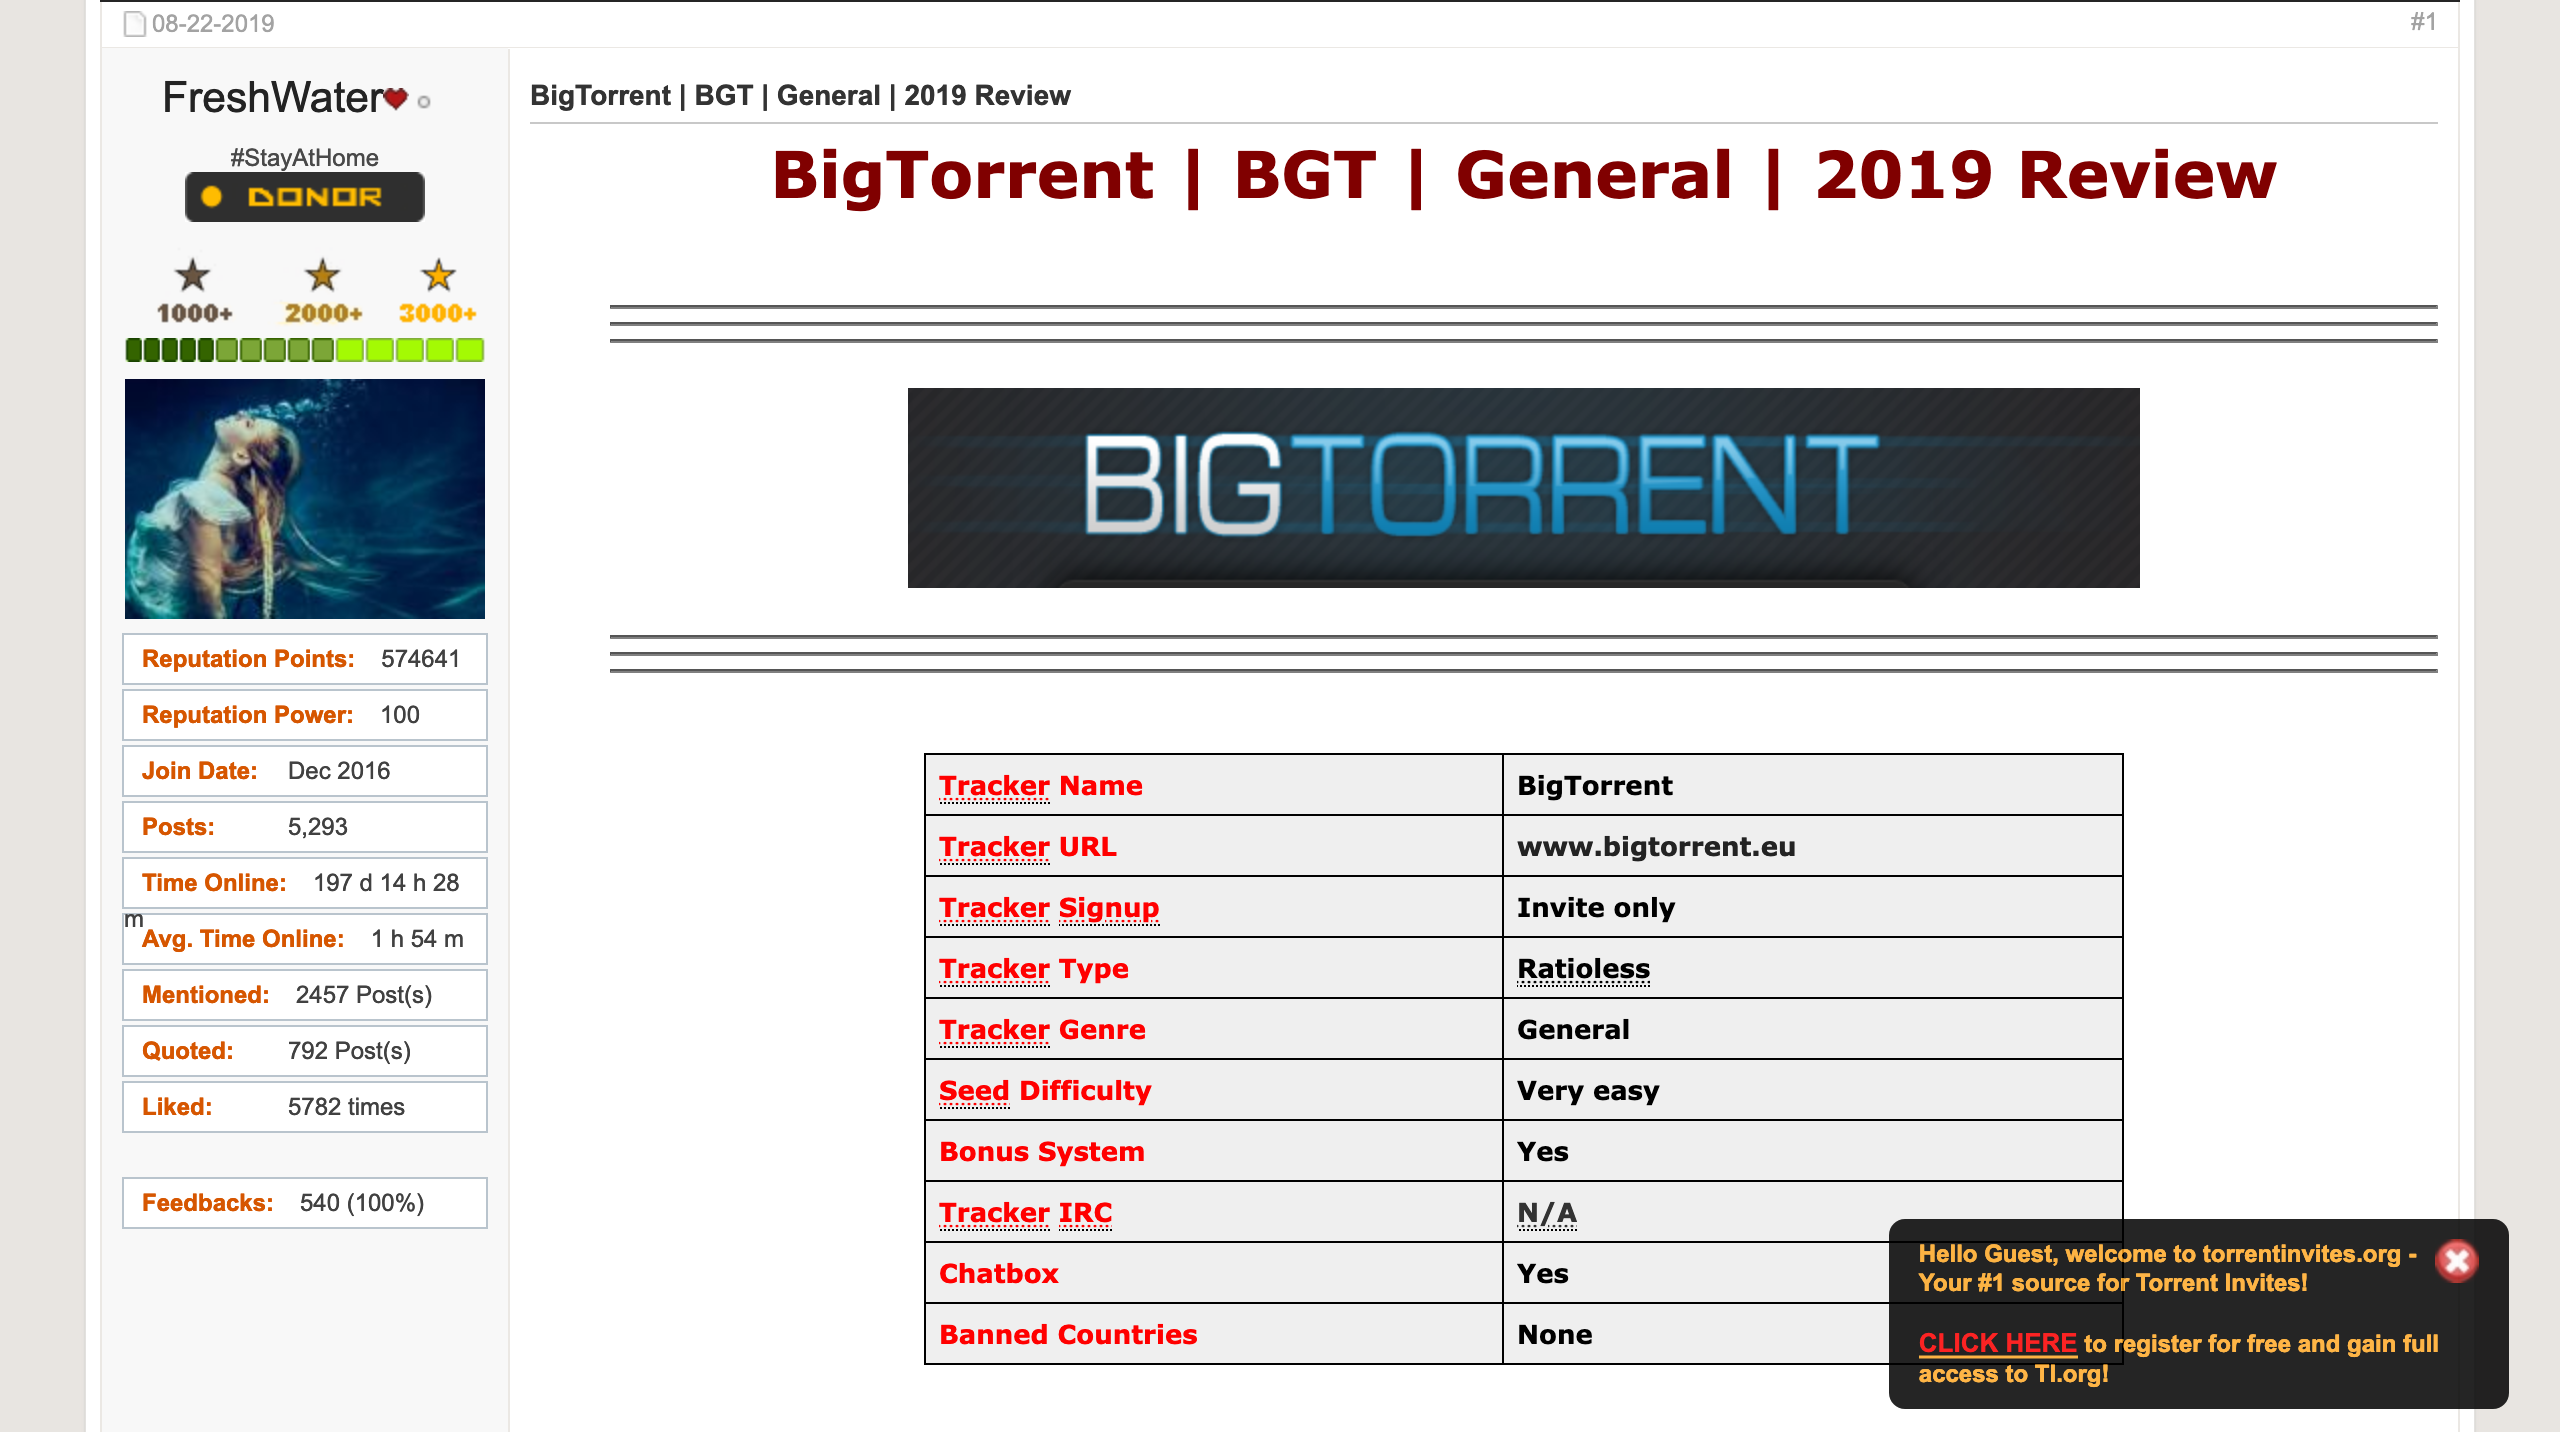 08-22-2019
#1
FreshWater
#StayAtHome
DONOR
1000+ 2000+ 3000+
Reputation Points: 574641
Reputation Power: 100
Join Date: Dec 2016
Posts: 5,293
Time Online: 197 d 14 h 28
m
Avg. Time Online: 1 h 54 m
Mentioned: 2457 Post(s)
Quoted: 792 Post(s)
Liked: 5782 times
Feedbacks: 540 (100%)
BigTorrent | BGT | General | 2019 Review
BigTorrent | BGT | General | 2019 Review
BIGTORRENT
Tracker Name BigTorrent
Tracker URL www.bigtorrent.eu
Tracker Signup Invite only
Tracker Type Ratioless
Tracker Genre General
Seed Difficulty Very easy
Bonus System Yes
Tracker IRC N/A
Chatbox Yes
Banned Countries None
Hello Guest, welcome to torrentinvites.org -
Your #1 source for Torrent Invites!
CLICK HERE to register for free and gain full
access to TI.org!